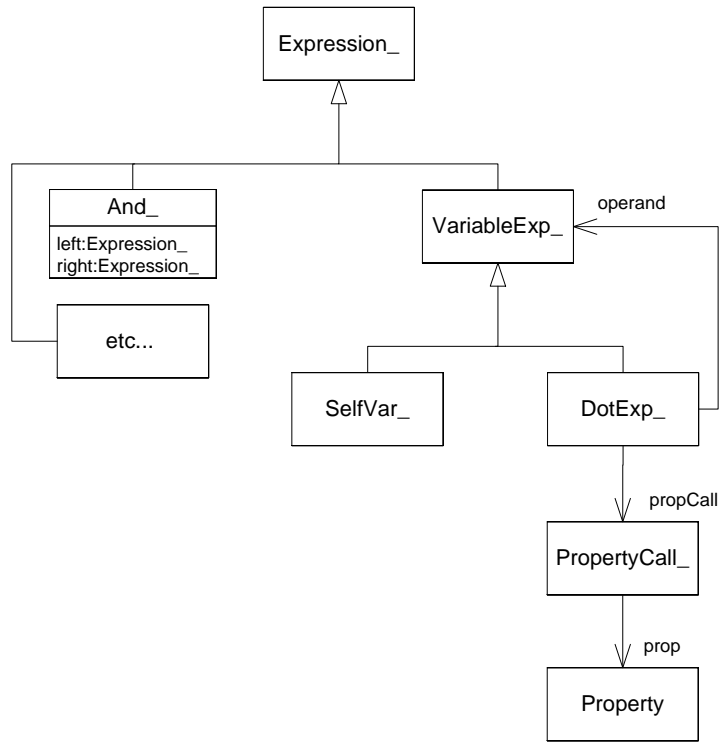 Expression_
And_
left:Expression_
right:Expression_
VariableExp_
operand
etc...
SelfVar_
DotExp_
propCall
PropertyCall_
prop
Property